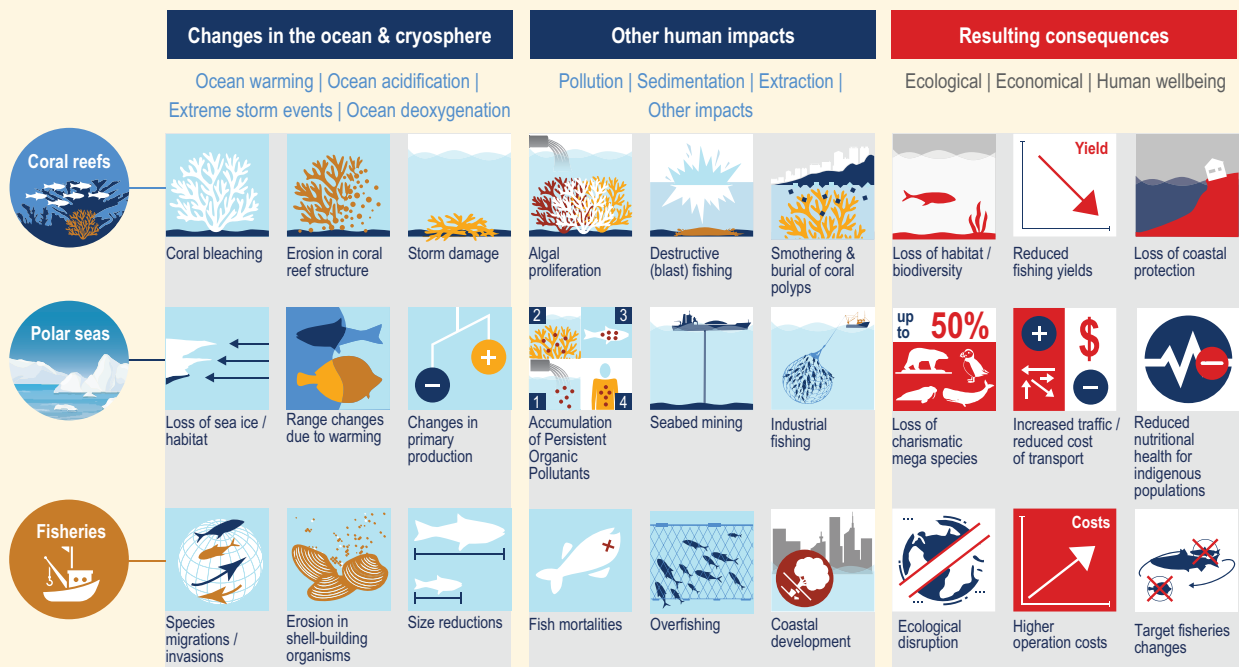 Changes in the ocean & cryosphere
Other human impacts
Resulting consequences
Ocean warming | Ocean acidification |
Extreme storm events | Ocean deoxygenation
Pollution | Sedimentation | Extraction |
Other impacts
Ecological | Economical | Human wellbeing
Coral reefs
Coral bleaching
Erosion in coral
reef structure
Storm damage
Algal
proliferation
Destructive
(blast) fishing
Smothering &
burial of coral
polyps
Loss of habitat /
biodiversity
Yield
Reduced
fishing yields
Loss of coastal
protection
Polar seas
Loss of sea ice /
habitat
Range changes
due to warming
Changes in
primary
production
2
3
1
4
Accumulation
of Persistent
Organic
Pollutants
Seabed mining
Industrial
fishing
up
to 50%
Loss of
charismatic
mega species
$
Increased traffic /
reduced cost
of transport
Reduced
nutritional
health for
indigenous
populations
Fisheries
Species
migrations /
invasions
Erosion in
shell-building
organisms
Size reductions
Fish mortalities
Overfishing
Coastal
development
Ecological
disruption
Costs
Higher
operation costs
Target fisheries
changes